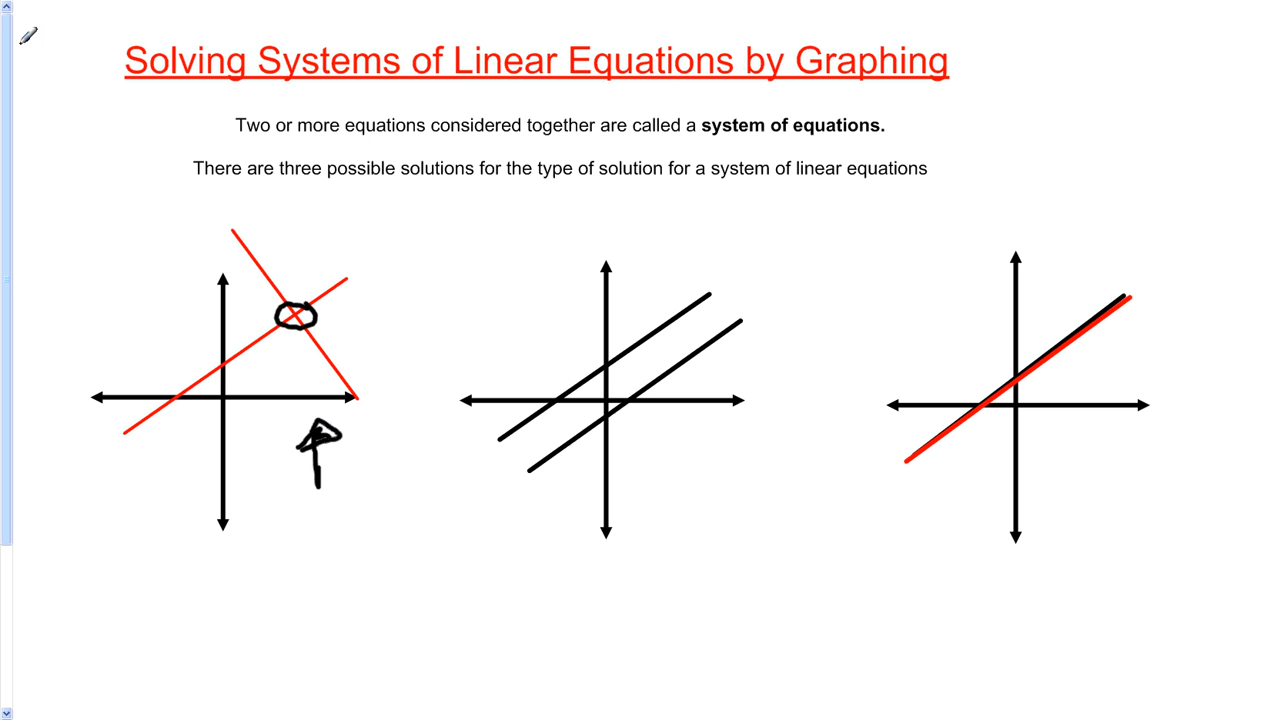 Solving Systems of Linear Equations by Graphing
Two or more equations considered together are called a system of equations.
There are three possible solutions for the type of solution for a system of linear equations